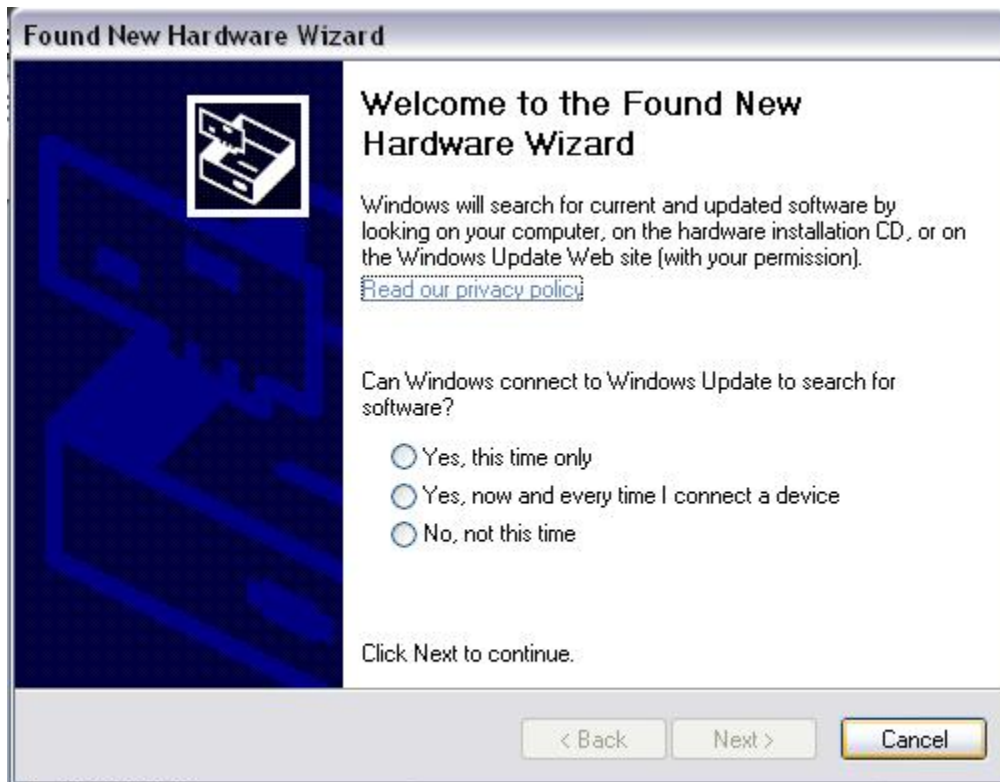 Found New Hardware Wizard
Welcome to the Found New
Hardware Wizard
Windows will search for current and updated software by
looking on your computer, on the hardware installation CD, or on
the Windows Update Web site (with your permission).
Read our privacy policy
Can Windows connect to Windows Update to search for
software?
Yes, this time only
Yes, now and every time I connect a device
No, not this time
Click Next to continue.
< Back
Next >
Cancel